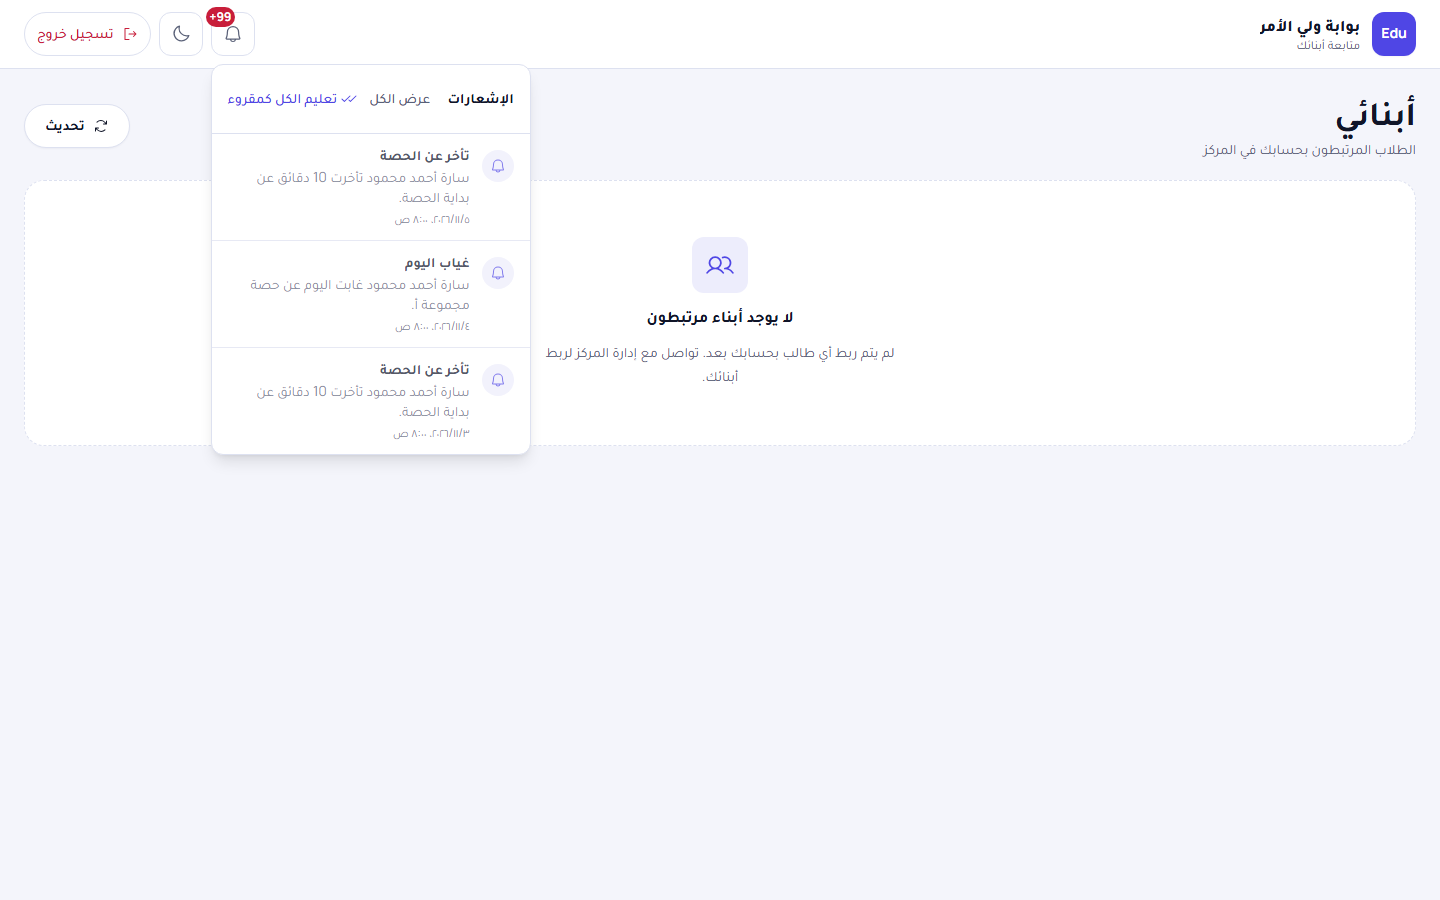 Edu
بوابة ولي الأمر
متابعة أبنائك
99+
تسجيل خروج
أبنائي
الطلاب المرتبطون بحسابك في المركز
تحديث
الإشعارات
عرض الكل
تعليم الكل كمقروء
تأخر عن الحصة
سارة أحمد محمود تأخرت 10 دقائق عن
بداية الحصة.
٢٠٢٦/١١/٥، ٨:٠٠ ص
غياب اليوم
سارة أحمد محمود غابت اليوم عن حصة
مجموعة أ.
٢٠٢٦/١١/٤، ٨:٠٠ ص
تأخر عن الحصة
سارة أحمد محمود تأخرت 10 دقائق عن
بداية الحصة.
٢٠٢٦/١١/٣، ٨:٠٠ ص
لا يوجد أبناء مرتبطون
لم يتم ربط أي طالب بحسابك بعد. تواصل مع إدارة المركز لربط
أبنائك.